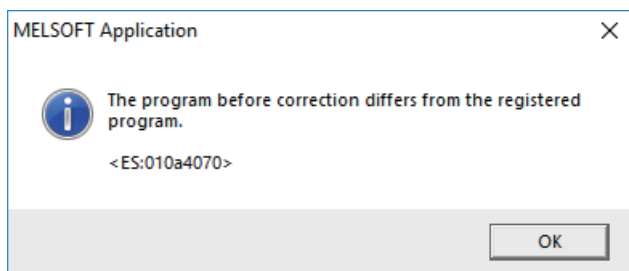 MELSOFT Application
The program before correction differs from the registered
program.
<ES:010a4070>
OK